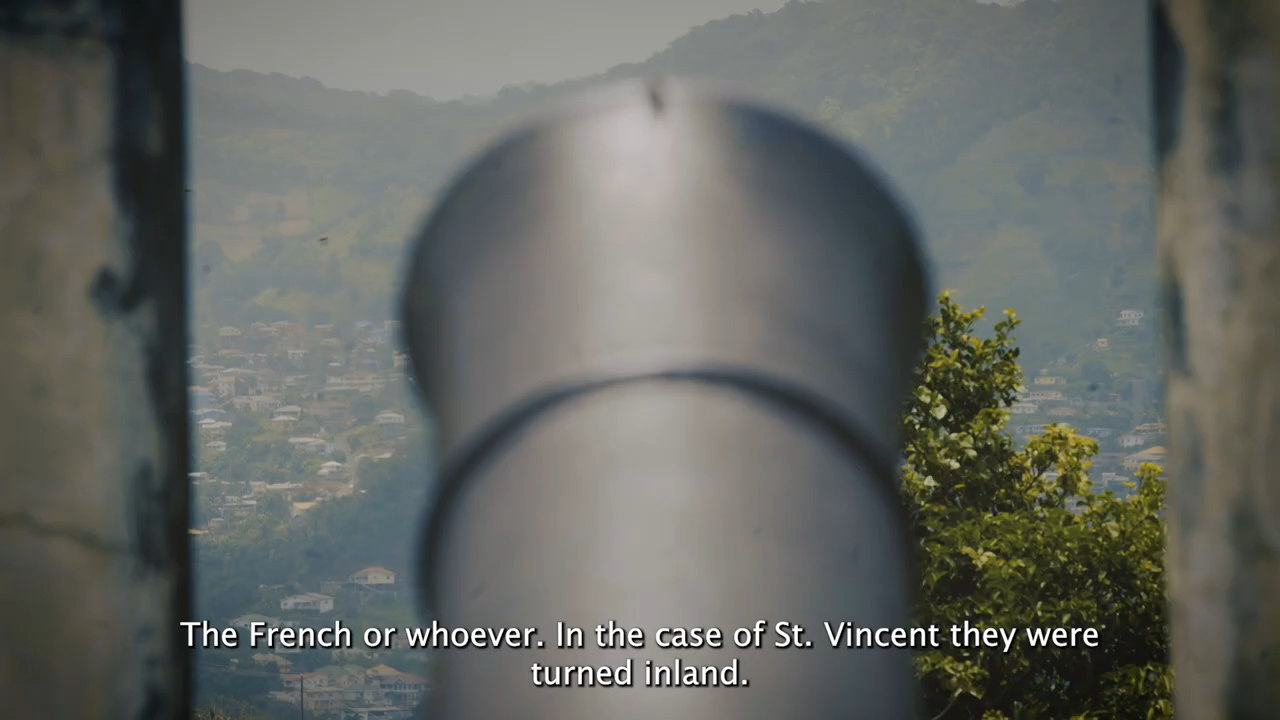 The French or whoever. In the case of St. Vincent they were
turned inland.